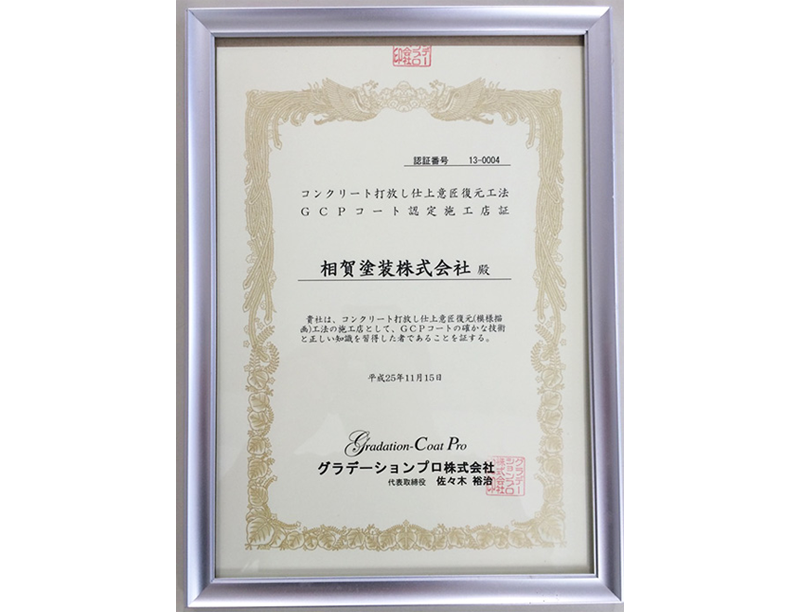 認証番号 13-0004
コンクリート打放し仕上意匠復元工法
GCPコート認定施工店証
相賀塗装株式会社 殿
貴社は、コンクリート打放し仕上意匠復元(模様描
画)工法の施工店として、GCPコートの確かな技術
と正しい知識を習得した者であることを証する。
平成25年11月15日
Gradation-Coat Pro
グラデーションプロ株式会社
代表取締役 佐々木 裕治